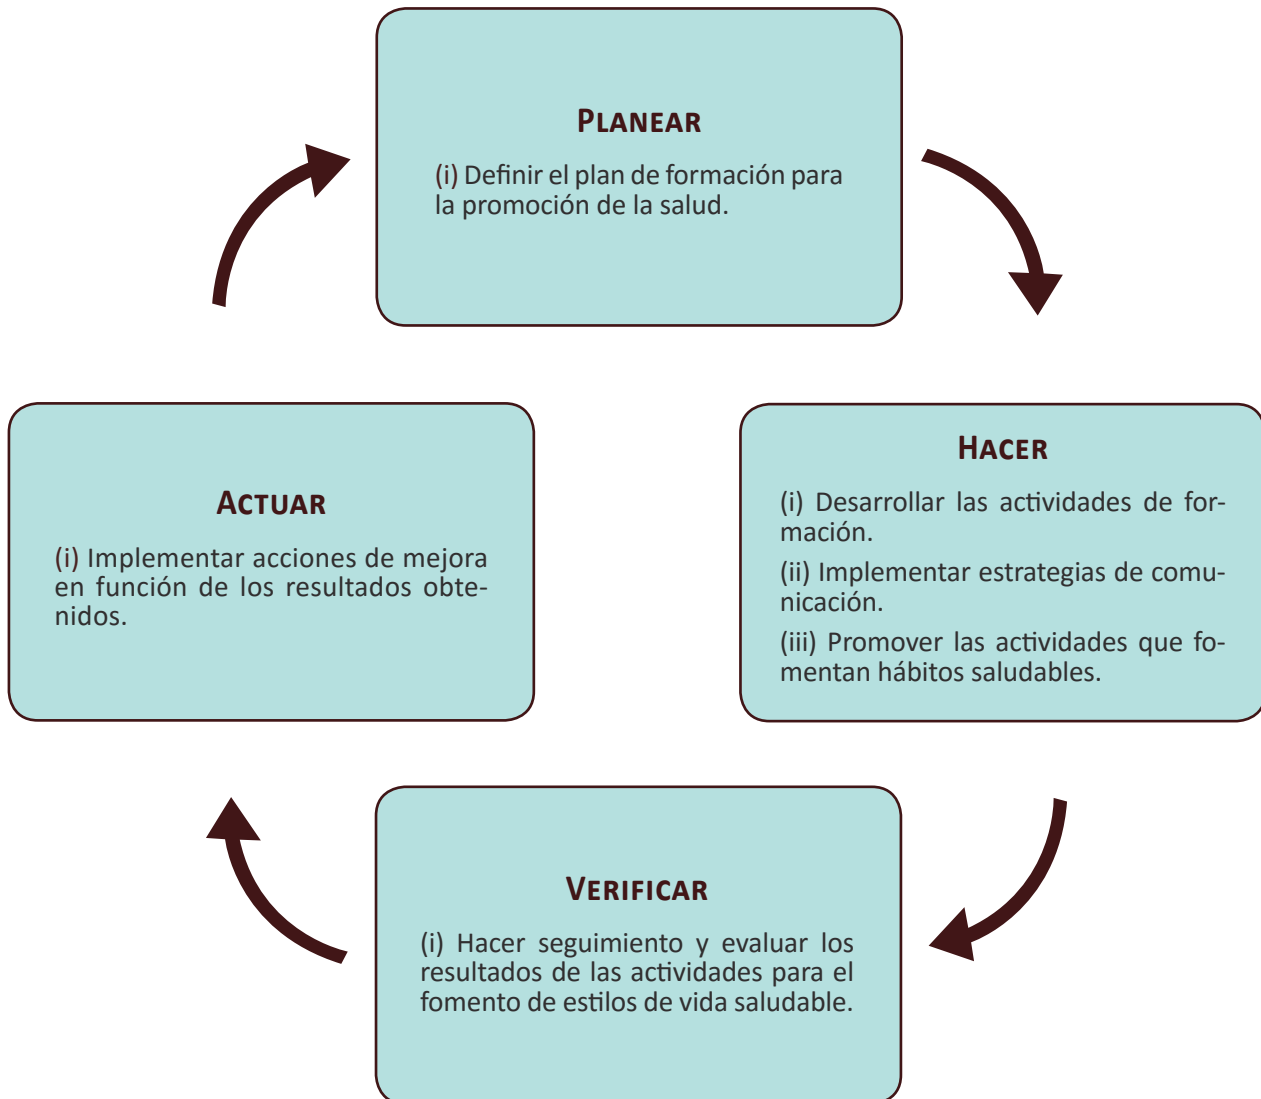 PLANEAR
(i) Definir el plan de formación para
la promoción de la salud.
HACER
(i) Desarrollar las actividades de for-
mación.
(ii) Implementar estrategias de comu-
nicación.
(iii) Promover las actividades que fo-
mentan hábitos saludables.
VERIFICAR
(i) Hacer seguimiento y evaluar los
resultados de las actividades para el
fomento de estilos de vida saludable.
ACTUAR
(i) Implementar acciones de mejora
en función de los resultados obte-
nidos.